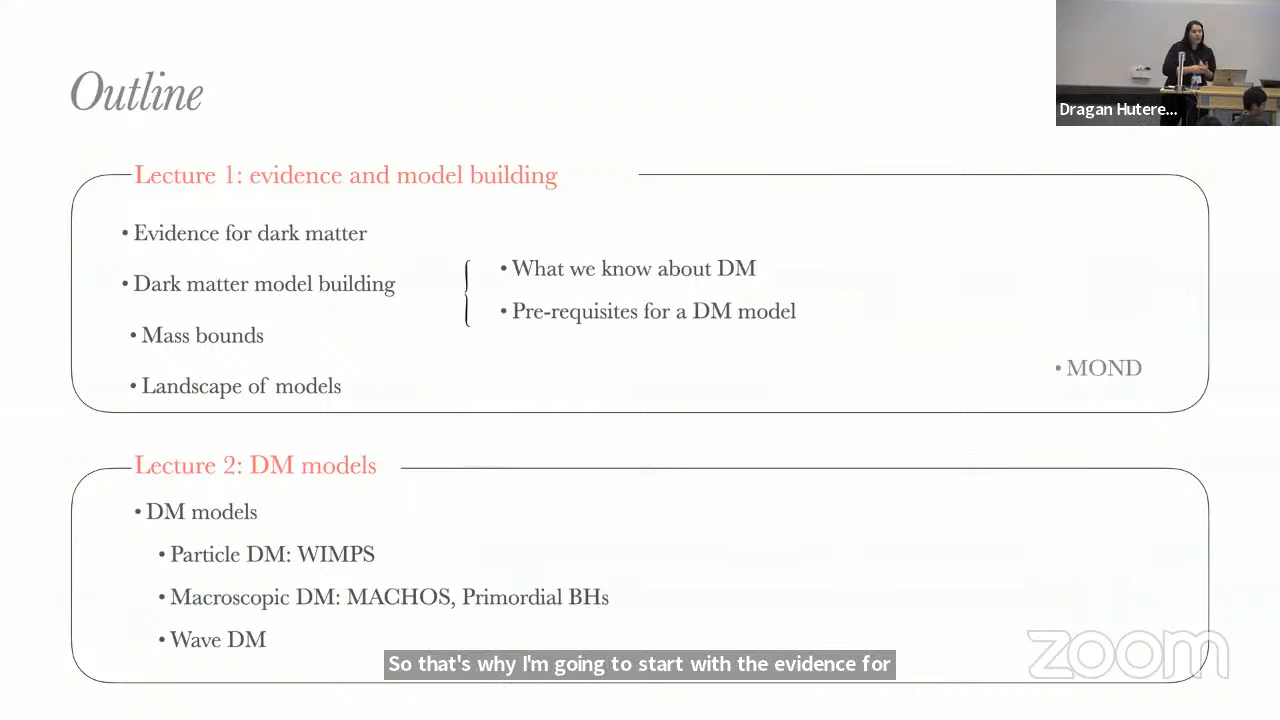 Outline
Dragan Hutere...
Lecture 1: evidence and model building
• Evidence for dark matter
• Dark matter model building
• What we know about DM
• Pre-requisites for a DM model
• Mass bounds
• Landscape of models
• MOND
Lecture 2: DM models
• DM models
• Particle DM: WIMPS
• Macroscopic DM: MACHOS, Primordial BHs
• Wave DM
So that's why I'm going to start with the evidence for
zoom